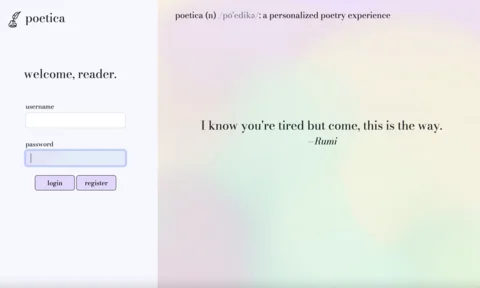 poetica
poetica (n) /po'edika/: a personalized poetry experience
welcome, reader.
username
password
login
register
I know you're tired but come, this is the way.
—Rumi